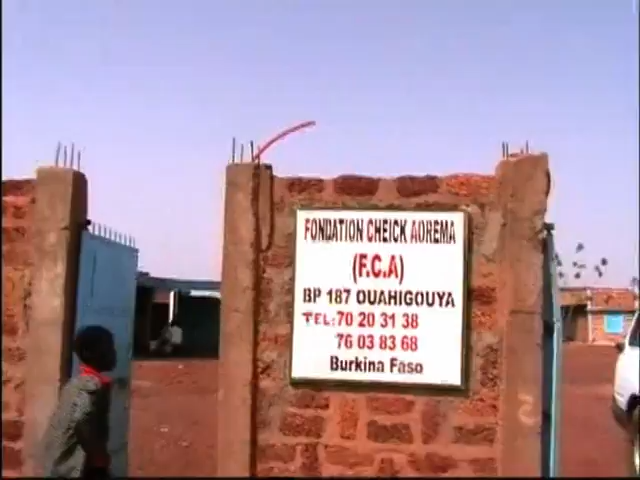 FONDATION CHEICK AOREMA
(F.C.A)
BP 187 OUAHIGOUYA
TEL:70 20 31 38
76 03 83 68
Burkina Faso